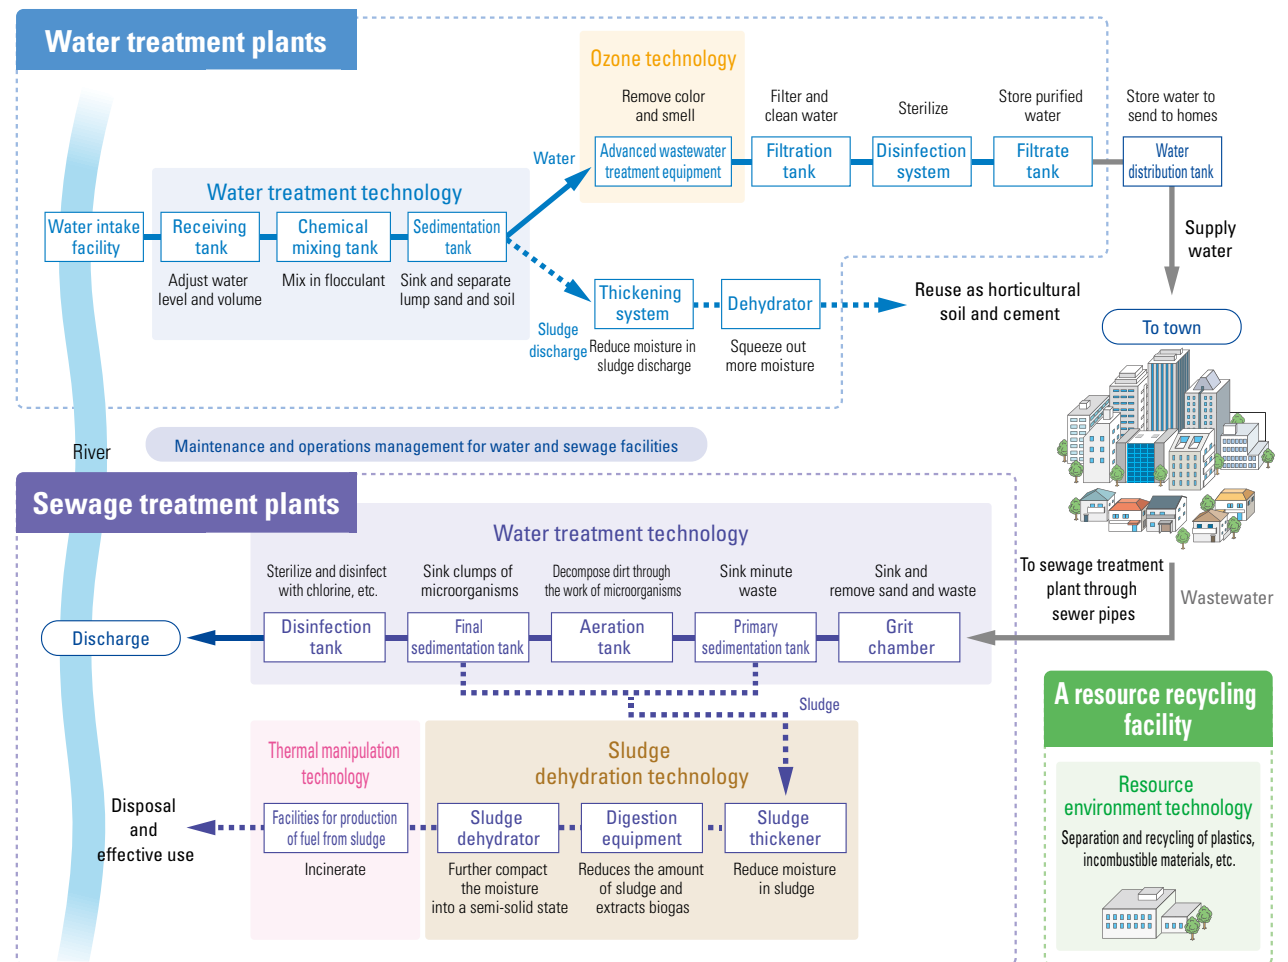 Water treatment plants
Ozone technology
Remove color
and smell
Filter and
clean water
Sterilize
Store purified
water
Store water to
send to homes
Water
Advanced wastewater
treatment equipment
Filtration
tank
Disinfection
system
Filtrate
tank
Water
distribution tank
Water treatment technology
Water intake
facility
Receiving
tank
Chemical
mixing tank
Sedimentation
tank
Adjust water
level and volume
Mix in flocculant
Sink and separate
lump sand and soil
Supply
water
Sludge
discharge
Thickening
system
Dehydrator
Reduce moisture in
sludge discharge
Squeeze out
more moisture
Reuse as horticultural
soil and cement
To town
River
Maintenance and operations management for water and sewage facilities
Sewage treatment plants
Water treatment technology
Sterilize and disinfect
with chlorine, etc.
Sink clumps of
microorganisms
Decompose dirt through
the work of microorganisms
Sink minute
waste
Sink and
remove sand and waste
To sewage treatment
plant through
sewer pipes
Wastewater
Discharge
Disinfection
tank
Final
sedimentation tank
Aeration
tank
Primary
sedimentation tank
Grit
chamber
Sludge
Thermal manipulation
technology
Sludge
dehydration technology
Disposal
and
effective use
Facilities for production
of fuel from sludge
Sludge
dehydrator
Digestion
equipment
Sludge
thickener
Incinerate
Further compact
the moisture
into a semi-solid state
Reduces the amount
of sludge and
extracts biogas
Reduce moisture
in sludge
A resource recycling
facility
Resource
environment technology
Separation and recycling of plastics,
incombustible materials, etc.